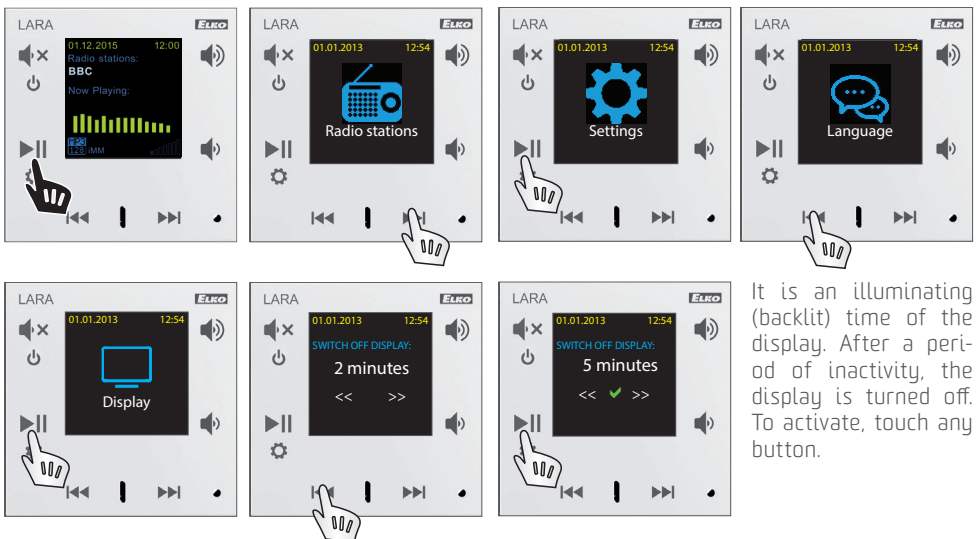 LARA ELKO
01.12.2015 12:00
Radio stations:
BBC
Now Playing:
MP3
128 iMM
LARA ELKO
01.01.2013 12:54
Radio stations
LARA ELKO
01.01.2013 12:54
Settings
LARA ELKO
01.01.2013 12:54
Language
LARA ELKO
01.01.2013 12:54
Display
LARA ELKO
01.01.2013 12:54
SWITCH OFF DISPLAY:
2 minutes
<< >>
LARA ELKO
01.01.2013 12:54
SWITCH OFF DISPLAY:
5 minutes
<< ✔ >>
It is an illuminating
(backlit) time of the
display. After a peri-
od of inactivity, the
display is turned off.
To activate, touch any
button.